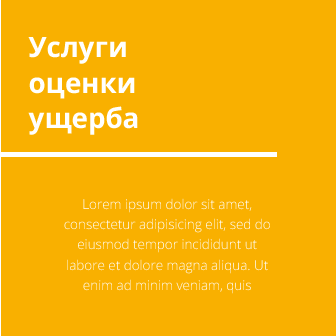 Услуги
оценки
ущерба
Lorem ipsum dolor sit amet,
consectetur adipisicing elit, sed do
eiusmod tempor incididunt ut
labore et dolore magna aliqua. Ut
enim ad minim veniam, quis